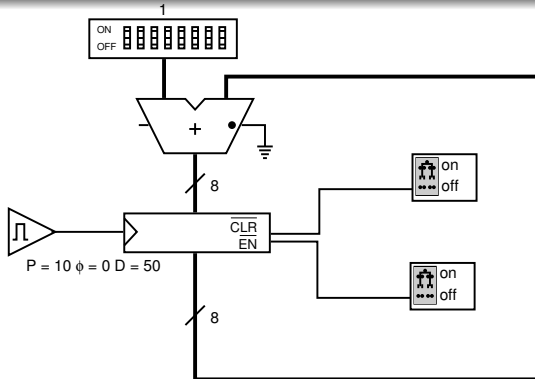 1
ON
OFF
+
8
CLR
EN
on
off
P = 10 ϕ = 0 D = 50
on
off
8